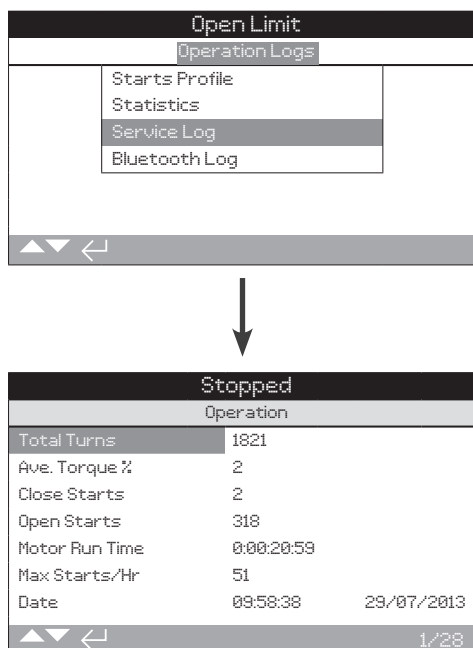 Open Limit
Operation Logs
Starts Profile
Statistics
Service Log
Bluetooth Log
Stopped
Operation
Total Turns 1821
Ave. Torque % 2
Close Starts 2
Open Starts 318
Motor Run Time 0:00:20:59
Max Starts/Hr 51
Date 09:58:38 29/07/2013
1/28